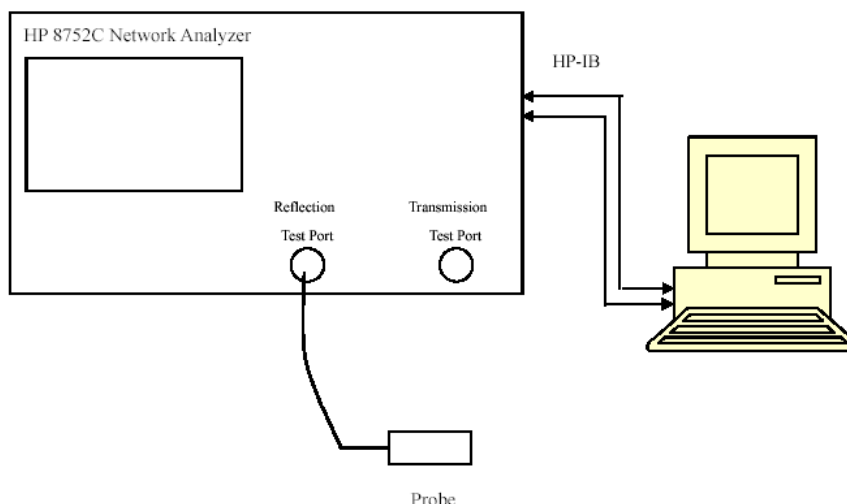 HP 8752C Network Analyzer
HP-IB
Reflection
Test Port
Transmission
Test Port
Probe